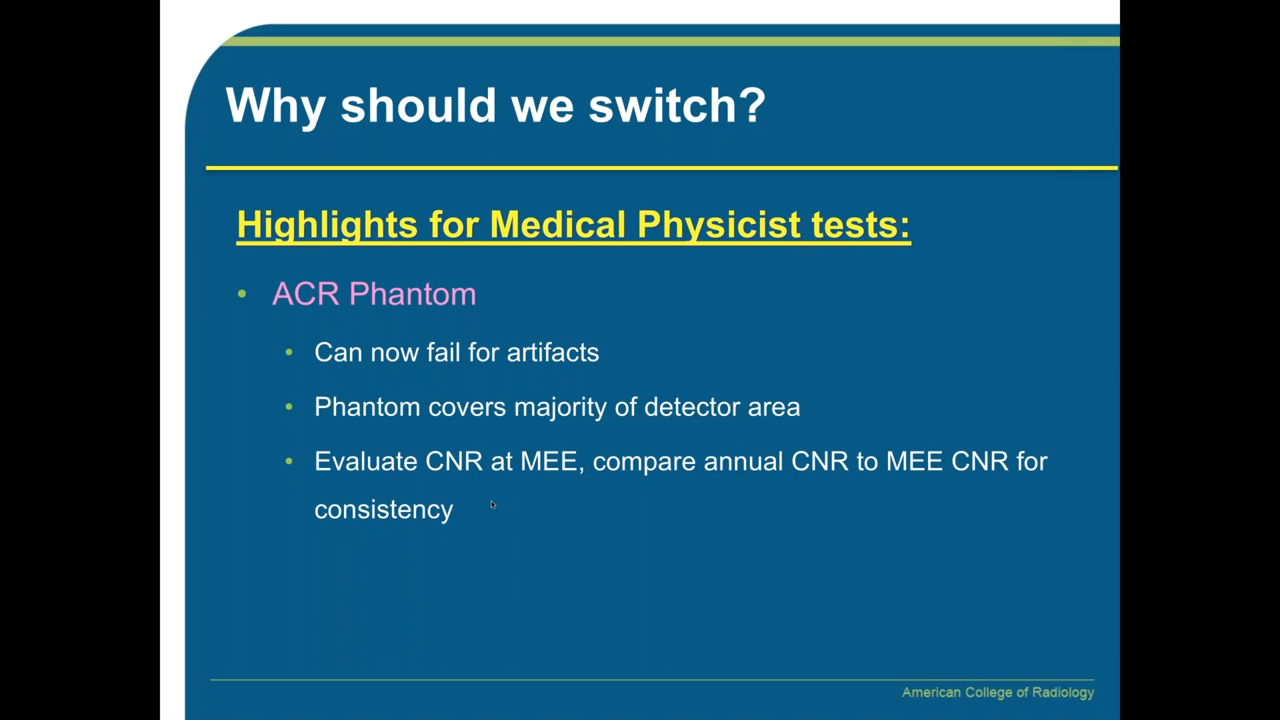 Why should we switch?
Highlights for Medical Physicist tests:
• ACR Phantom
• Can now fail for artifacts
• Phantom covers majority of detector area
• Evaluate CNR at MEE, compare annual CNR to MEE CNR for
consistency
American College of Radiology